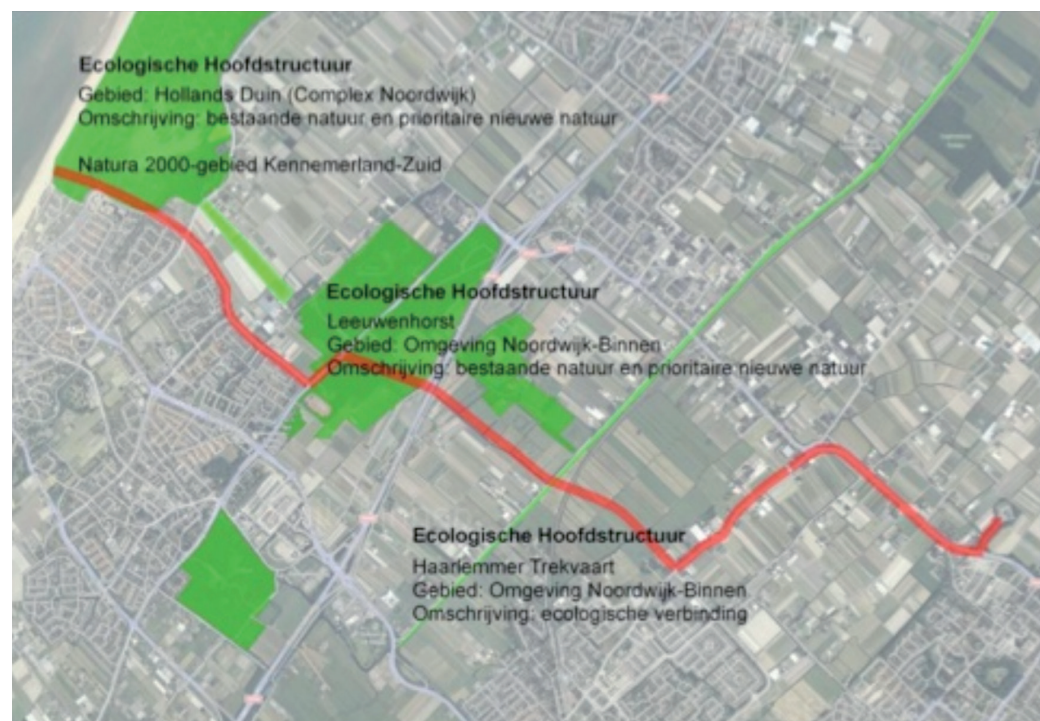 Ecologische Hoofdstructuur
Gebied: Hollands Duin (Complex Noordwijk)
Omschrijving: bestaande natuur en prioritaire nieuwe natuur
Natura 2000-gebied Kennemerland-Zuid
Ecologische Hoofdstructuur
Leeuwenhorst
Gebied: Omgeving Noordwijk-Binnen
Omschrijving: bestaande natuur en prioritaire nieuwe natuur
Ecologische Hoofdstructuur
Haarlemmer Trekvaart
Gebied: Omgeving Noordwijk-Binnen
Omschrijving: ecologische verbinding